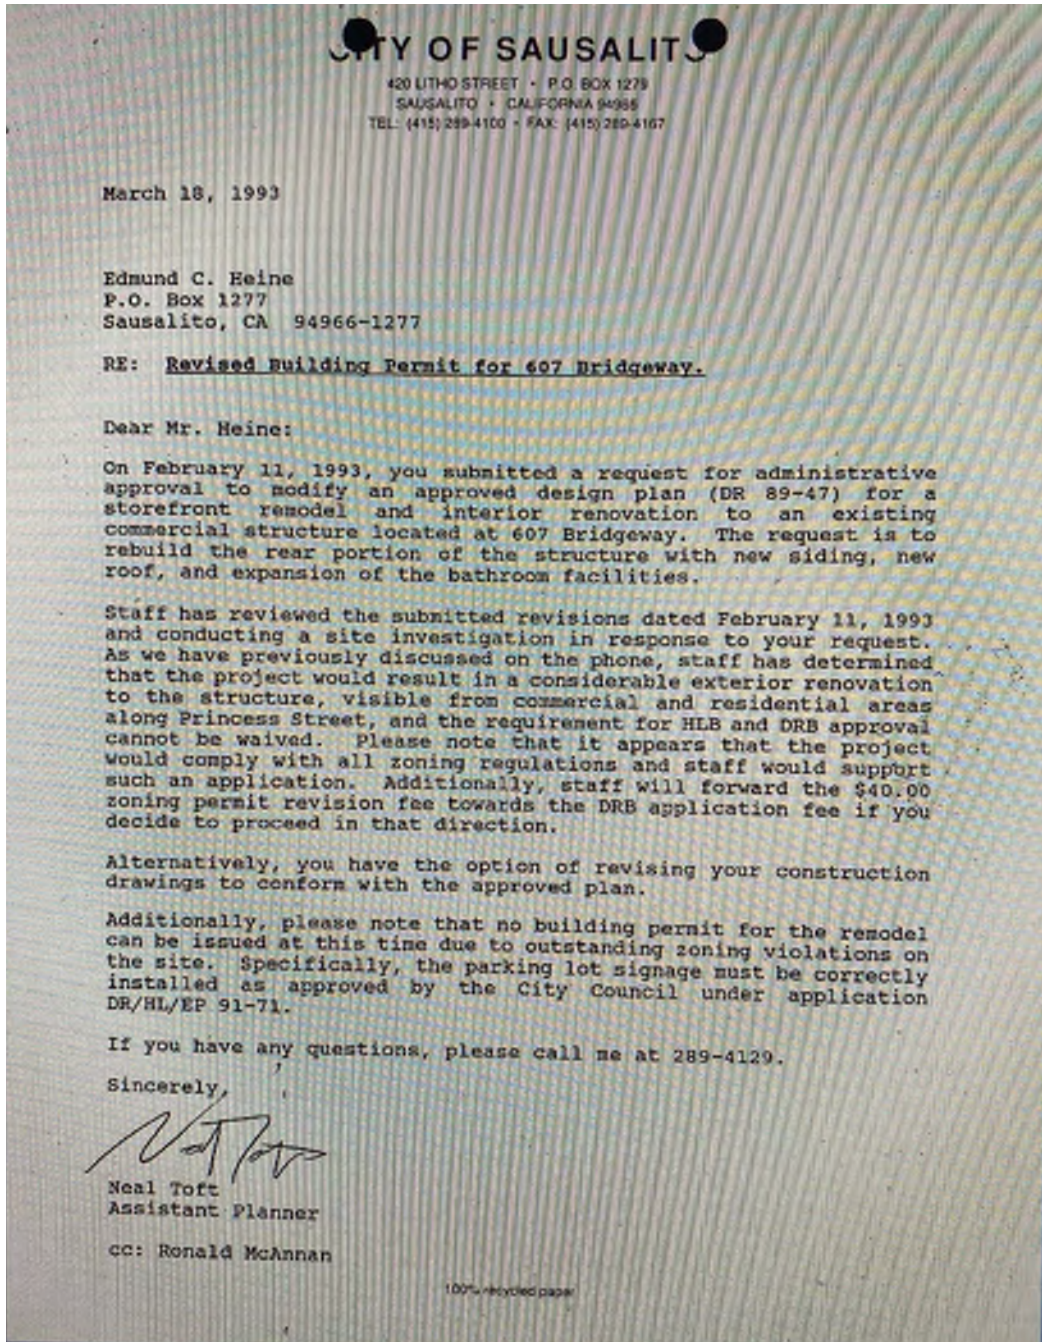 CITY OF SAUSALITO
420 LITHO STREET • P.O. BOX 1279
SAUSALITO • CALIFORNIA 94966
TEL: (415) 289-4100 • FAX: (415) 289-4167
March 18, 1993
Edmund C. Heine
P.O. Box 1277
Sausalito, CA 94966-1277
RE: Revised Building Permit for 607 Bridgeway.
Dear Mr. Heine:
On February 11, 1993, you submitted a request for administrative
approval to modify an approved design plan (DR 89-47) for a
storefront remodel and interior renovation to an existing
commercial structure located at 607 Bridgeway. The request is to
rebuild the rear portion of the structure with new siding, new
roof, and expansion of the bathroom facilities.
Staff has reviewed the submitted revisions dated February 11, 1993
and conducting a site investigation in response to your request.
As we have previously discussed on the phone, staff has determined
that the project would result in a considerable exterior renovation
to the structure, visible from commercial and residential areas
along Princess Street, and the requirement for HLB and DRB approval
cannot be waived. Please note that it appears that the project
would comply with all zoning regulations and staff would support
such an application. Additionally, staff will forward the $40.00
zoning permit revision fee towards the DRB application fee if you
decide to proceed in that direction.
Alternatively, you have the option of revising your construction
drawings to conform with the approved plan.
Additionally, please note that no building permit for the remodel
can be issued at this time due to outstanding zoning violations on
the site. Specifically, the parking lot signage must be correctly
installed as approved by the City Council under application
DR/HL/EP 91-71.
If you have any questions, please call me at 289-4129.
Sincerely,
Neal Toft
Neal Toft
Assistant Planner
cc: Ronald McAnnan
100% recycled paper